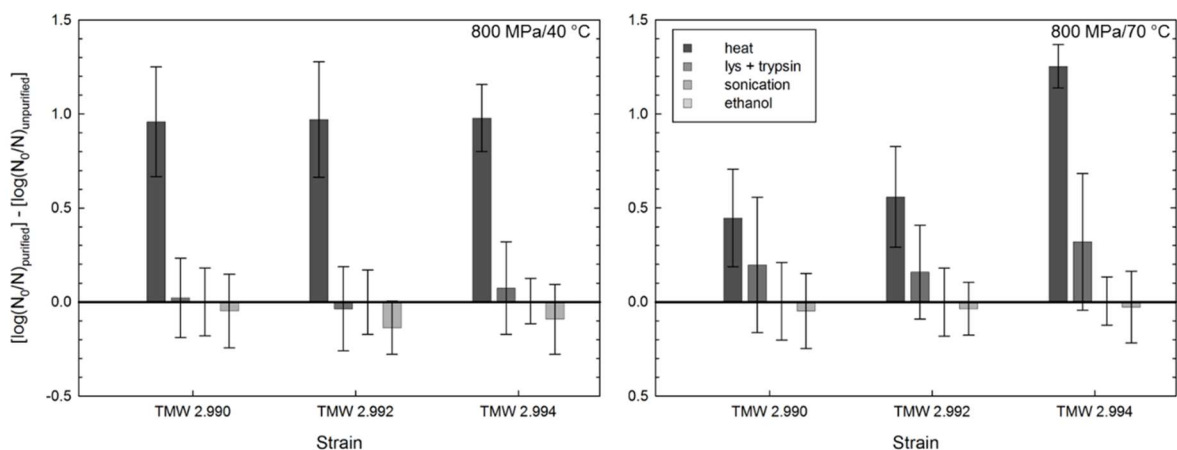 [log(N0/N)purified] - [log(N0/N)unpurified]
1.5
1.0
0.5
0.0
-0.5
800 MPa/40 °C
TMW 2.990
TMW 2.992
TMW 2.994
Strain
1.5
1.0
0.5
0.0
0.5
800 MPa/70 °C
heat
lys + trypsin
sonication
ethanol
TMW 2.990
TMW 2.992
TMW 2.994
Strain